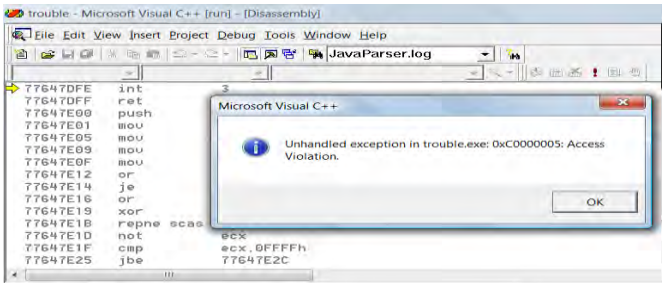 trouble - Microsoft Visual C++ [run] - [Disassembly]
File Edit View Insert Project Debug Tools Window Help
JavaParser.log
77647DFE int 3
77647DFF ret
77647E00 push
77647E01 mov
77647E05 mov
77647E09 mov
77647E0F mov
77647E12 or
77647E14 je
77647E16 or
77647E19 xor
77647E1B repne scas
77647E1D not ecx
77647E1F cmp ecx,0FFFFh
77647E25 jbe 77647E2C
Microsoft Visual C++
Unhandled exception in trouble.exe: 0xC0000005: Access
Violation.
OK